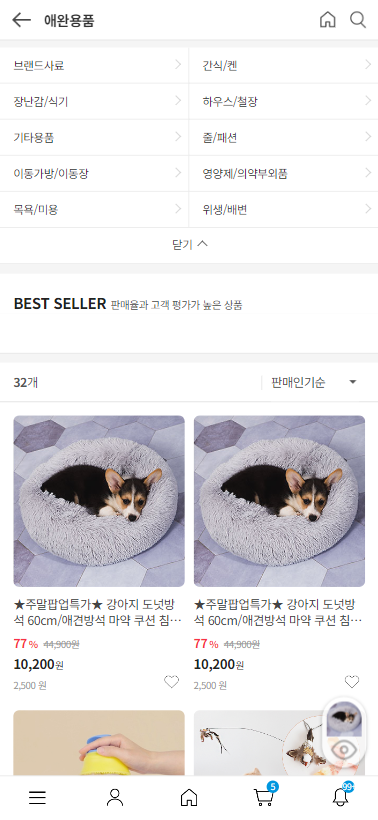 애완용품
브랜드사료
간식/켄
장난감/식기
하우스/철장
기타용품
줄/패션
이동가방/이동장
영양제/의약부외품
목욕/미용
위생/배변
닫기
BEST SELLER 판매율과 고객 평가가 높은 상품
32개
판매인기순
★주말팝업특가★ 강아지 도넛방
석 60cm/애견방석 마약 쿠션 침…
77% 44,900원
10,200원
2,500 원
★주말팝업특가★ 강아지 도넛방
석 60cm/애견방석 마약 쿠션 침…
77% 44,900원
10,200원
2,500 원
5
99+